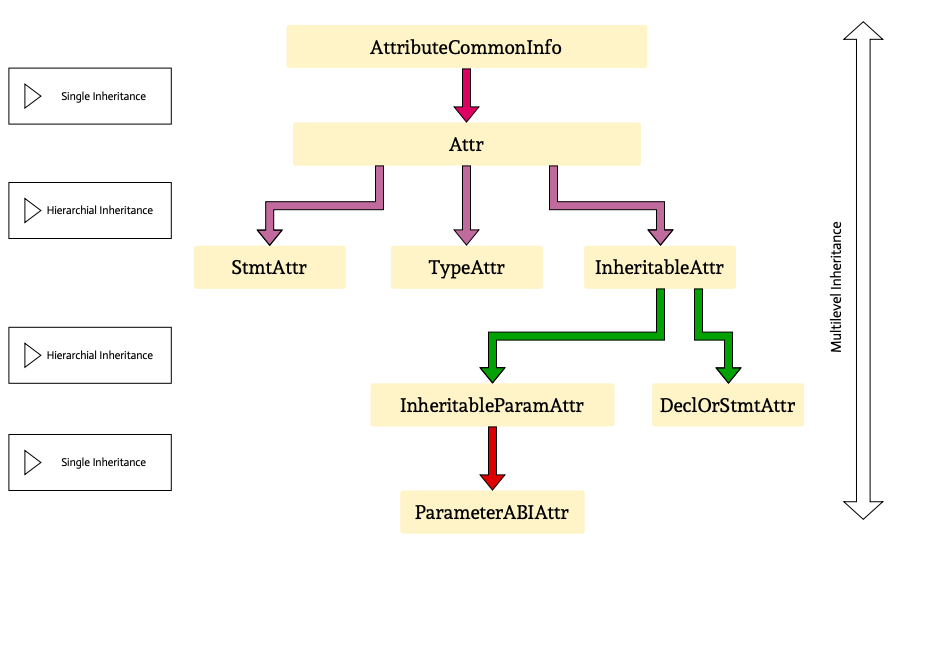 AttributeCommonInfo
Single Inheritance
Attr
Hierarchial Inheritance
StmtAttr
TypeAttr
InheritableAttr
Multilevel Inheritance
Hierarchial Inheritance
InheritableParamAttr
DeclOrStmtAttr
Single Inheritance
ParameterABIAttr